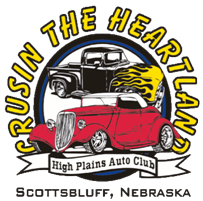 CRUSIN THE HEARTLAND
High Plains Auto Club
SCOTTSBLUFF, NEBRASKA